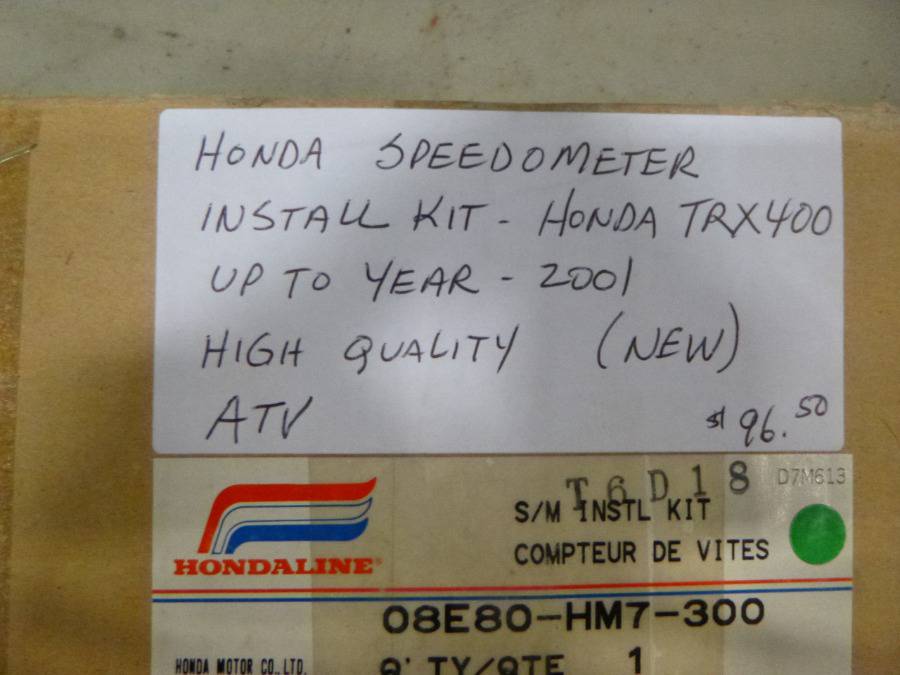 HONDA SPEEDOMETER
INSTALL KIT - HONDA TRX400
UP TO YEAR - 2001
HIGH QUALITY (NEW)
ATV $96.50
T6D18 D7M613
S/M INSTL KIT
COMPTEUR DE VITES
HONDALINE
08E80-HM7-300
HONDA MOTOR CO.,LTD. Q'TY/QTE 1